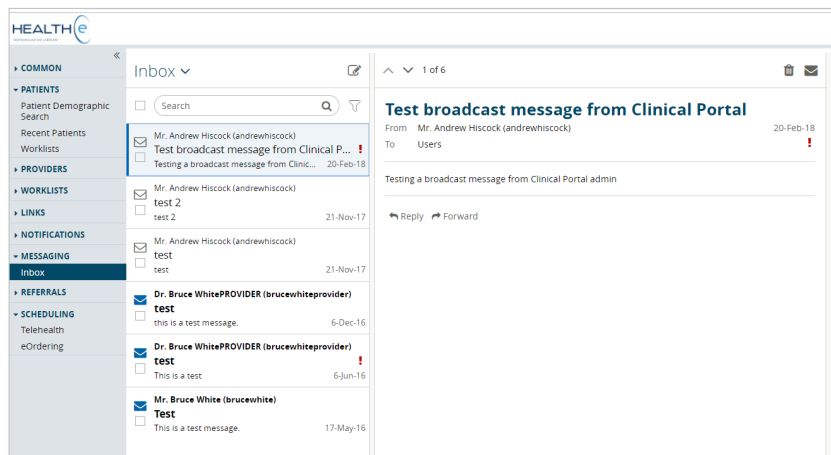 HEALTH e
COMMON
PATIENTS
Patient Demographic
Search
Recent Patients
Worklists
PROVIDERS
WORKLISTS
LINKS
NOTIFICATIONS
MESSAGING
Inbox
REFERRALS
SCHEDULING
Telehealth
eOrdering
Inbox
Search
Mr. Andrew Hiscock (andrewhiscock)
Test broadcast message from Clinical P... !
Testing a broadcast message from Clinic... 20-Feb-18
Mr. Andrew Hiscock (andrewhiscock)
test 2
test 2 21-Nov-17
Mr. Andrew Hiscock (andrewhiscock)
test
test 21-Nov-17
Dr. Bruce WhitePROVIDER (brucewhiteprovider)
test
this is a test message. 6-Dec-16
Dr. Bruce WhitePROVIDER (brucewhiteprovider)
test !
This is a test 6-Jun-16
Mr. Bruce White (brucewhite)
Test
This is a test message. 17-May-16
1 of 6
Test broadcast message from Clinical Portal
From Mr. Andrew Hiscock (andrewhiscock) 20-Feb-18
To Users !
Testing a broadcast message from Clinical Portal admin
Reply Forward